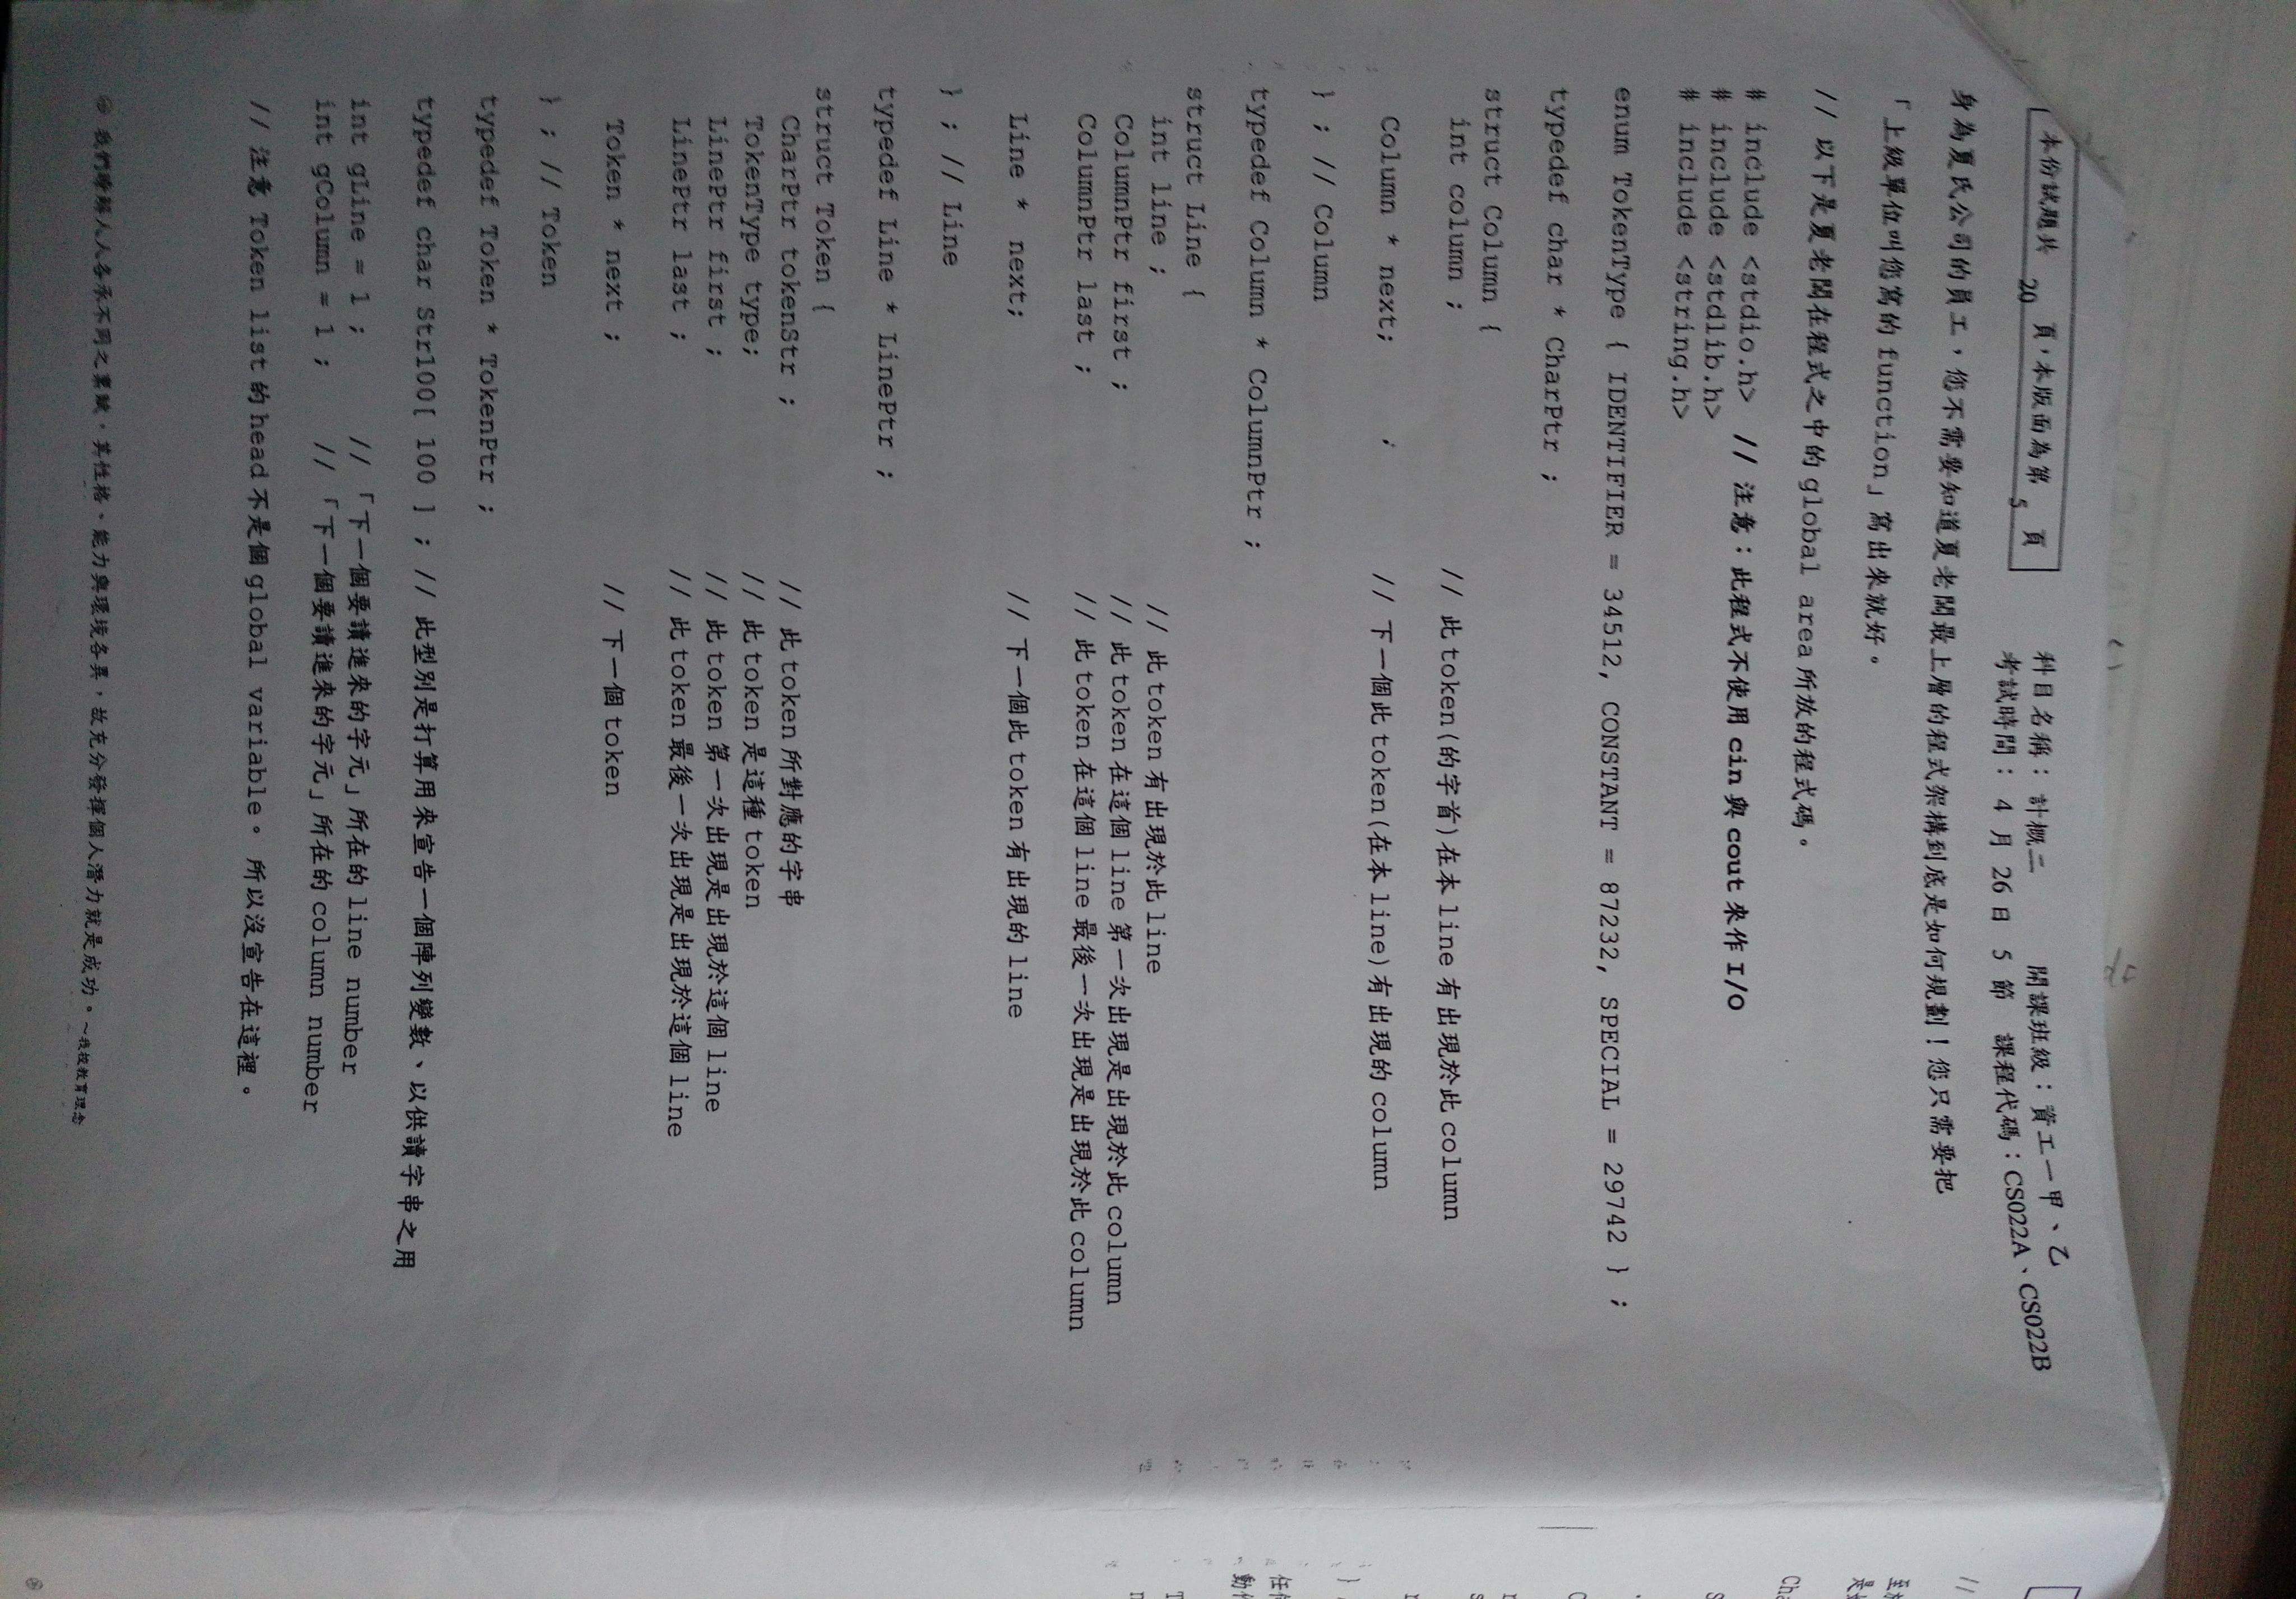 本份試題共 20 頁，本版面為第 5 頁
科目名稱： 計概二 開課班級：資工一甲、乙
考試時間： 4 月 26 日 5 節 課程代碼：CS022A、CS022B
身為夏氏公司的員工，您不需要知道夏老闆最上層的程式架構到底是如何規劃！您只需要把
「上級單位叫您寫的 function」寫出來就好。
// 以下是夏老闆在程式之中的 global area 所放的程式碼。
# include <stdio.h> // 注意：此程式不使用 cin 與 cout 來作 I/O
# include <stdlib.h>
# include <string.h>
enum TokenType { IDENTIFIER = 34512, CONSTANT = 87232, SPECIAL = 29742 } ;
typedef char * CharPtr ;
struct Column {
int column ; // 此 token(的字首)在本 line 有出現於此 column
Column * next; // 下一個此 token(在本 line)有出現的 column
} ; // Column
typedef Column * ColumnPtr ;
struct Line {
int line ; // 此 token 有出現於此 line
ColumnPtr first ; // 此 token 在這個 line 第一次出現是出現於此 column
ColumnPtr last ; // 此 token 在這個 line 最後一次出現是出現於此 column
Line * next; // 下一個此 token 有出現的 line
} ; // Line
typedef Line * LinePtr ;
struct Token {
CharPtr tokenStr ; // 此 token 所對應的字串
TokenType type; // 此 token 是這種 token
LinePtr first ; // 此 token 第一次出現是出現於這個 line
LinePtr last ; // 此 token 最後一次出現是出現於這個 line
Token * next ; // 下一個 token
} ; // Token
typedef Token * TokenPtr ;
typedef char Str100[ 100 ] ; // 此型別是打算用來宣告一個陣列變數、以供讀字串之用
int gLine = 1 ; // 「下一個要讀進來的字元」所在的 line number
int gColumn = 1 ; // 「下一個要讀進來的字元」所在的 column number
// 注意 Token list 的 head 不是個 global variable。 所以沒宣告在這裡。
我們瞭解人人各承不同之稟賦，其性格、能力與環境各異，故充分發揮個人潛力就是成功。～我校教育理念